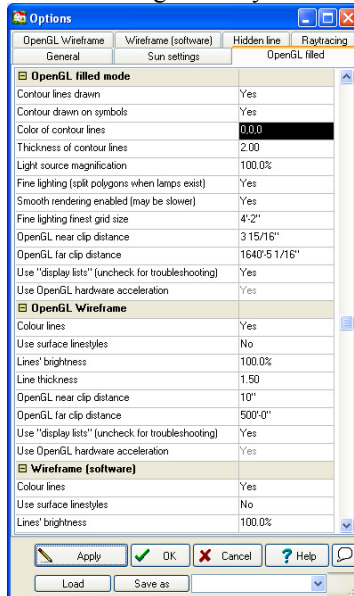 Options
OpenGL Wireframe Wireframe (software) Hidden line Raytracing
General Sun settings OpenGL filled
OpenGL filled mode
Contour lines drawn Yes
Contour drawn on symbols Yes
Color of contour lines 0,0,0
Thickness of contour lines 2.00
Light source magnification 100.0%
Fine lighting (split polygons when lamps exist) Yes
Smooth rendering enabled (may be slower) Yes
Fine lighting finest grid size 4'-2"
OpenGL near clip distance 3 15/16"
OpenGL far clip distance 1640'-5 1/16"
Use "display lists" (uncheck for troubleshooting) Yes
Use OpenGL hardware acceleration Yes
OpenGL Wireframe
Colour lines Yes
Use surface linestyles No
Lines' brightness 100.0%
Line thickness 1.50
OpenGL near clip distance 10"
OpenGL far clip distance 500'-0"
Use "display lists" (uncheck for troubleshooting) Yes
Use OpenGL hardware acceleration Yes
Wireframe (software)
Colour lines Yes
Use surface linestyles No
Lines' brightness 100.0%
Apply OK Cancel Help
Load Save as